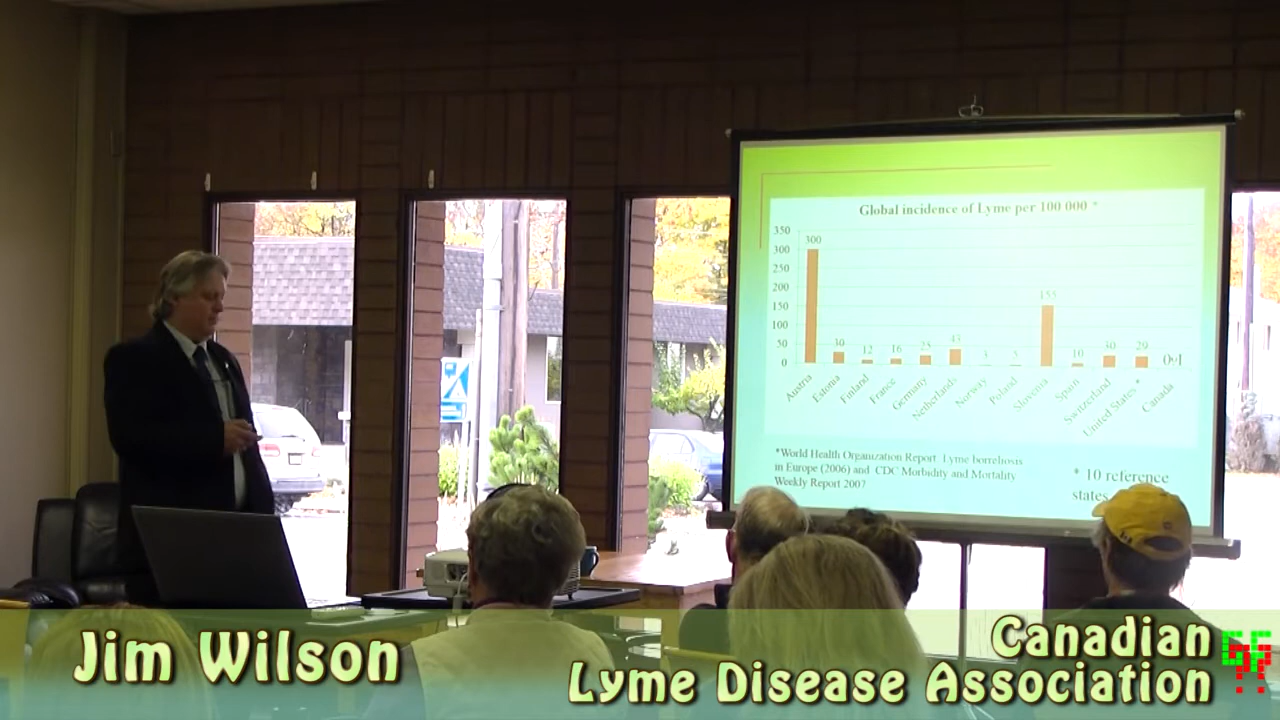 Global incidence of Lyme per 100 000 *
350
300
250
200
150
100
50
0
300
30
12
16
25
43
155
10
30
29
0.1
Austria
Estonia
Finland
France
Germany
Netherlands
Norway
Poland
Slovenia
Spain
Switzerland
United States *
Canada
*World Health Organization Report Lyme borreliosis
in Europe (2006) and CDC Morbidity and Mortality
Weekly Report 2007
* 10 reference
states
Jim Wilson
Canadian
Lyme Disease Association